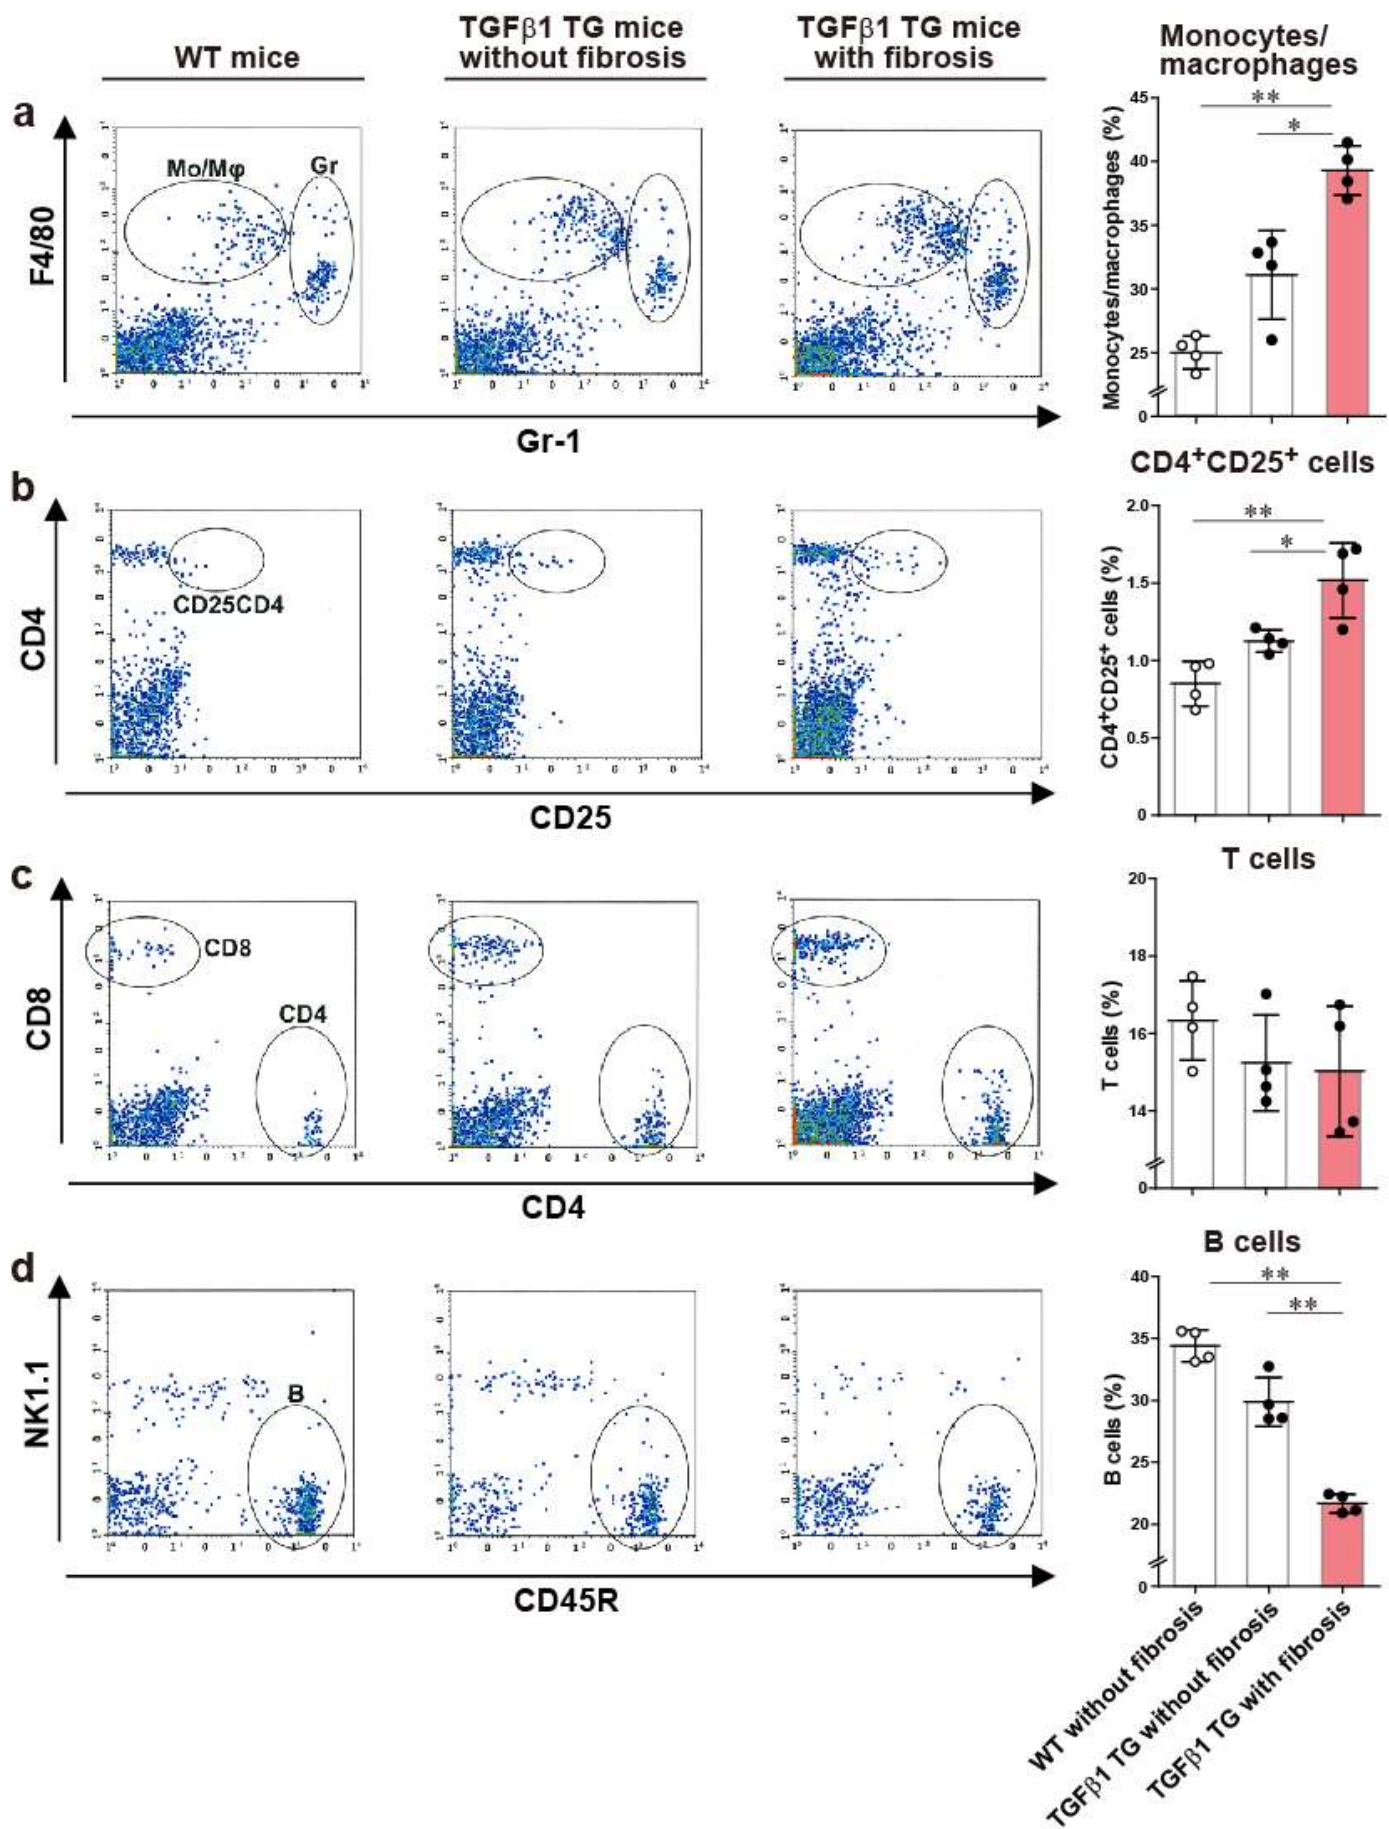 WT mice
TGFβ1 TG mice
without fibrosis
TGFβ1 TG mice
with fibrosis
Monocytes/
macrophages
a
F4/80
Mo/Mφ
Gr
Gr-1
Monocytes/macrophages (%)
45
40
35
30
25
0
**
*
b
CD4
CD25CD4
CD25
CD4⁺CD25⁺ cells
CD4⁺CD25⁺ cells (%)
2.0
1.5
1.0
0.5
0
**
*
c
CD8
CD8
CD4
CD4
T cells
T cells (%)
20
18
16
14
0
d
NK1.1
B
CD45R
B cells
B cells (%)
40
35
30
25
20
0
**
**
WT without fibrosis
TGFβ1 TG without fibrosis
TGFβ1 TG with fibrosis